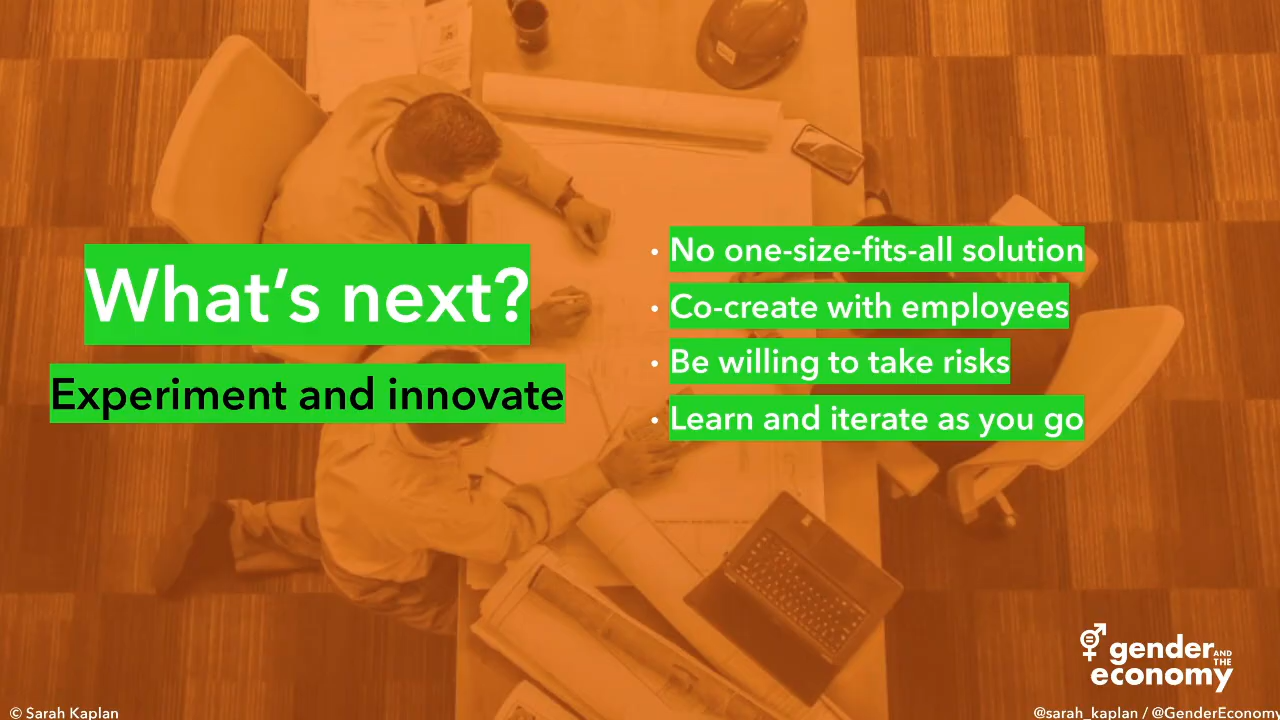 What’s next?
Experiment and innovate
• No one-size-fits-all solution
• Co-create with employees
• Be willing to take risks
• Learn and iterate as you go
gender AND THE
economy
© Sarah Kaplan
@sarah_kaplan / @GenderEconomy